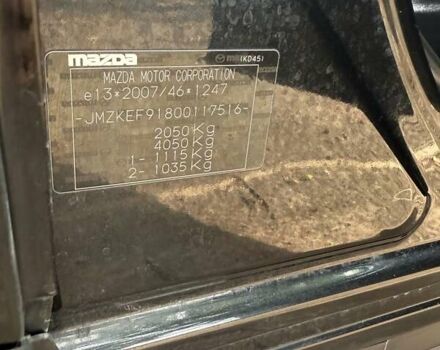 mazda
MAZDA MOTOR CORPORATION
e13*2007/46*1247
-JMZKEF91800117516-
2050Kg
4050Kg
1- 1115Kg
2- 1035Kg